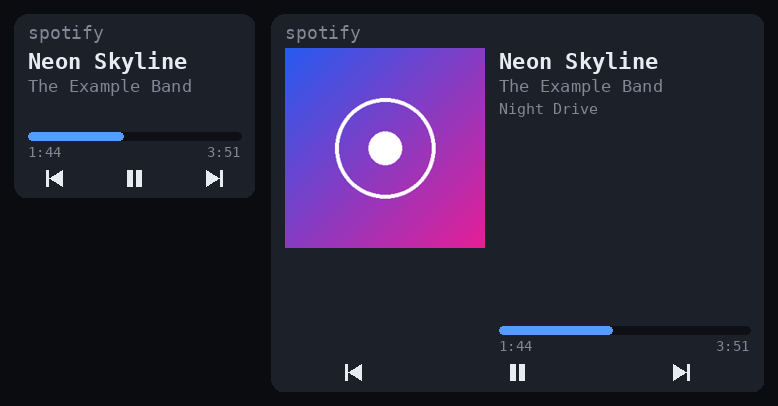 spotify
Neon Skyline
The Example Band
1:44 3:51
spotify
Neon Skyline
The Example Band
Night Drive
1:44 3:51